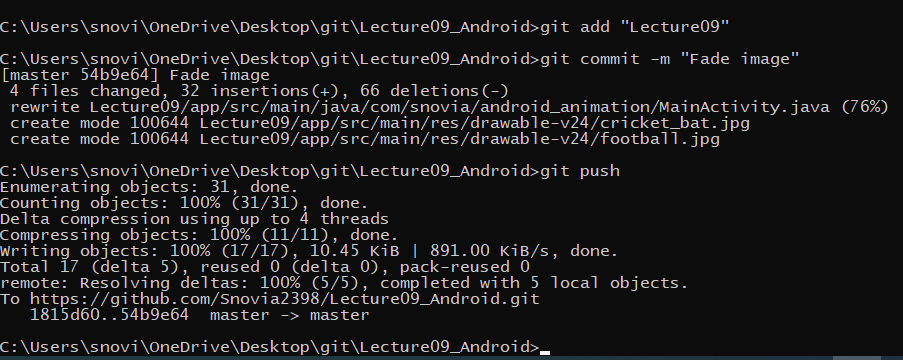 C:\Users\snovi\OneDrive\Desktop\git\Lecture09_Android>git add "Lecture09"
C:\Users\snovi\OneDrive\Desktop\git\Lecture09_Android>git commit -m "Fade image"
[master 54b9e64] Fade image
 4 files changed, 32 insertions(+), 66 deletions(-)
 rewrite Lecture09/app/src/main/java/com/snovia/android_animation/MainActivity.java (76%)
 create mode 100644 Lecture09/app/src/main/res/drawable-v24/cricket_bat.jpg
 create mode 100644 Lecture09/app/src/main/res/drawable-v24/football.jpg
C:\Users\snovi\OneDrive\Desktop\git\Lecture09_Android>git push
Enumerating objects: 31, done.
Counting objects: 100% (31/31), done.
Delta compression using up to 4 threads
Compressing objects: 100% (11/11), done.
Writing objects: 100% (17/17), 10.45 KiB | 891.00 KiB/s, done.
Total 17 (delta 5), reused 0 (delta 0), pack-reused 0
remote: Resolving deltas: 100% (5/5), completed with 5 local objects.
To https://github.com/Snovia2398/Lecture09_Android.git
   1815d60..54b9e64  master -> master
C:\Users\snovi\OneDrive\Desktop\git\Lecture09_Android>